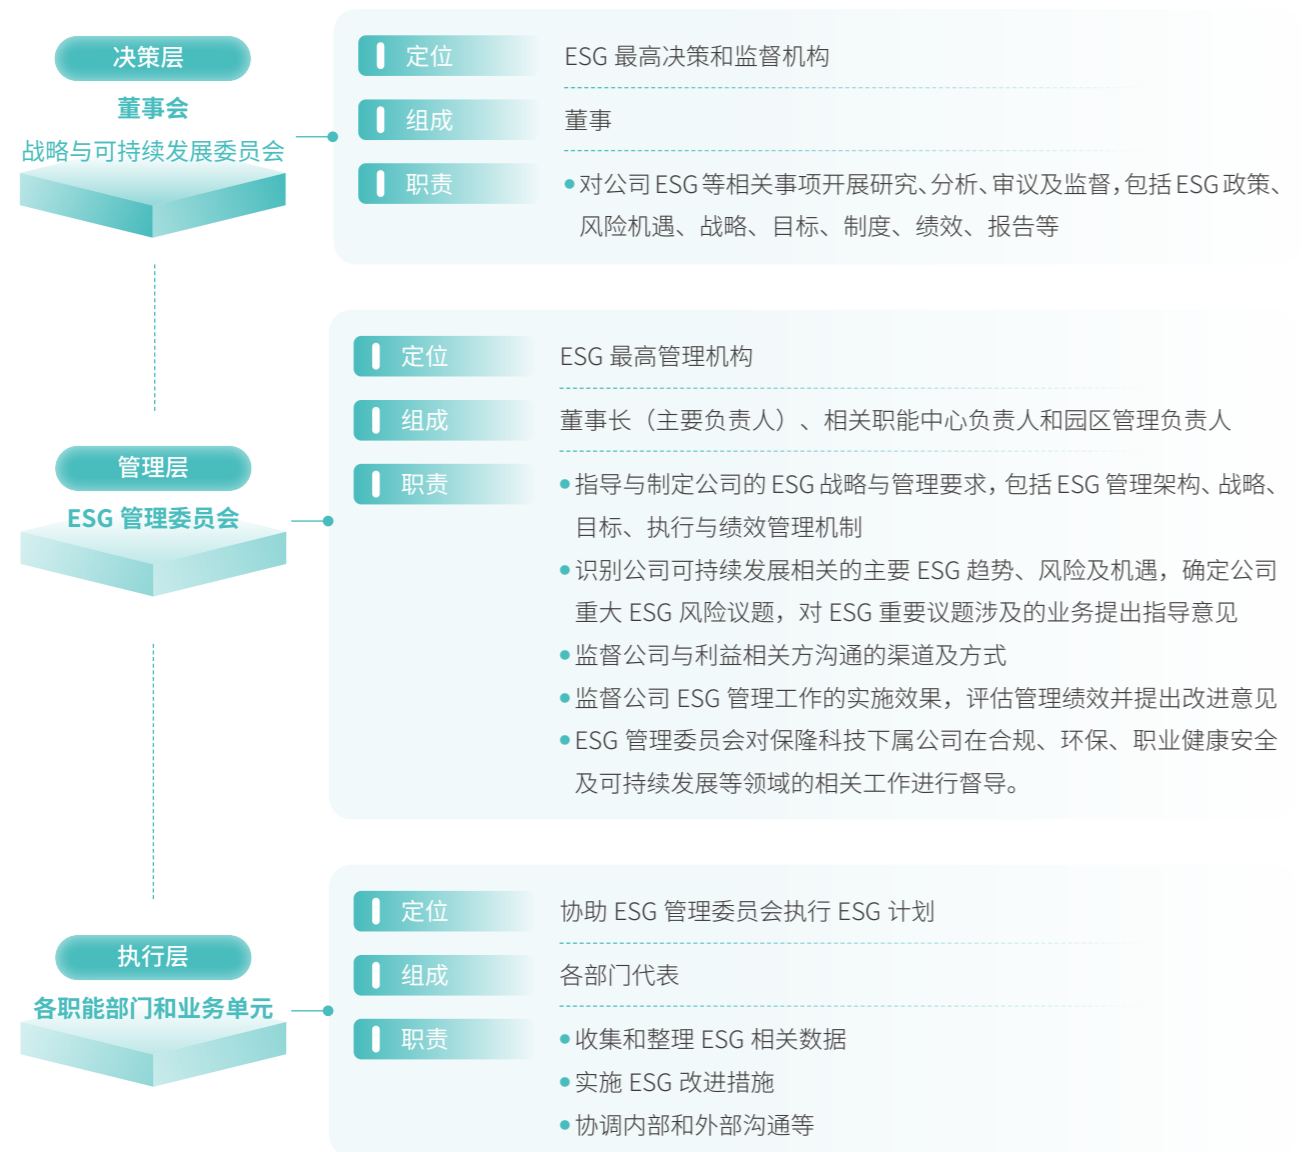 决策层
董事会
战略与可持续发展委员会
定位
ESG 最高决策和监督机构
组成
董事
职责
对公司 ESG 等相关事项开展研究、分析、审议及监督，包括 ESG 政策、
风险机遇、战略、目标、制度、绩效、报告等
管理层
ESG 管理委员会
定位
ESG 最高管理机构
组成
董事长（主要负责人）、相关职能中心负责人和园区管理负责人
职责
指导与制定公司的 ESG 战略与管理要求，包括 ESG 管理架构、战略、
目标、执行与绩效管理机制
识别公司可持续发展相关的主要 ESG 趋势、风险及机遇，确定公司
重大 ESG 风险议题，对 ESG 重要议题涉及的业务提出指导意见
监督公司与利益相关方沟通的渠道及方式
监督公司 ESG 管理工作的实施效果，评估管理绩效并提出改进意见
ESG 管理委员会对保隆科技下属公司在合规、环保、职业健康安全
及可持续发展等领域的相关工作进行督导。
执行层
各职能部门和业务单元
定位
协助 ESG 管理委员会执行 ESG 计划
组成
各部门代表
职责
收集和整理 ESG 相关数据
实施 ESG 改进措施
协调内部和外部沟通等